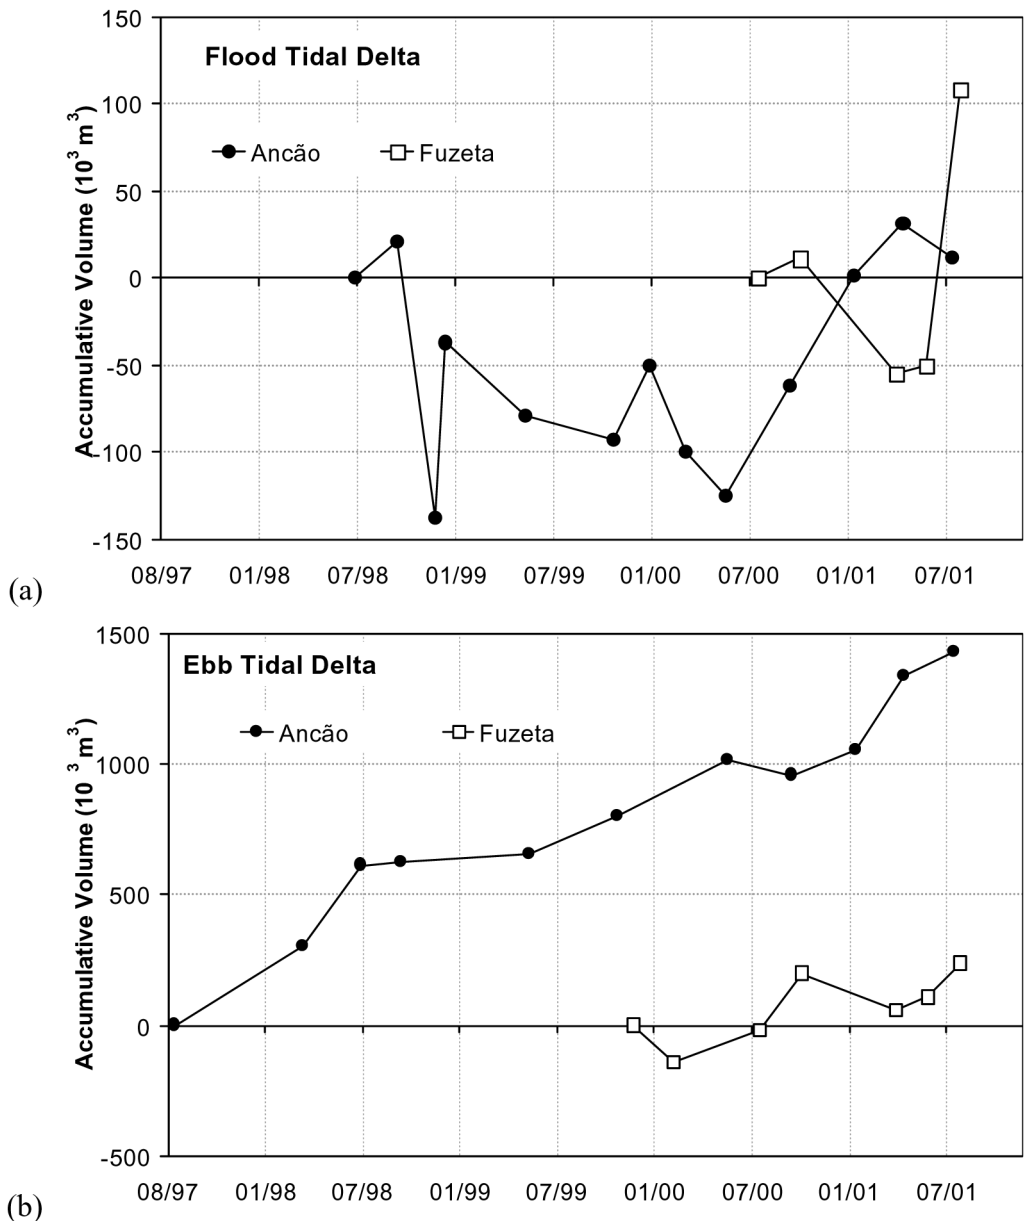 150
Flood Tidal Delta
100
Ancão Fuzeta
50
0
-50
-100
-150
Accumulative Volume (10³ m³)
08/97 01/98 07/98 01/99 07/99 01/00 07/00 01/01 07/01
(a)
1500
Ebb Tidal Delta
Ancão Fuzeta
1000
500
0
-500
Accumulative Volume (10³ m³)
08/97 01/98 07/98 01/99 07/99 01/00 07/00 01/01 07/01
(b)